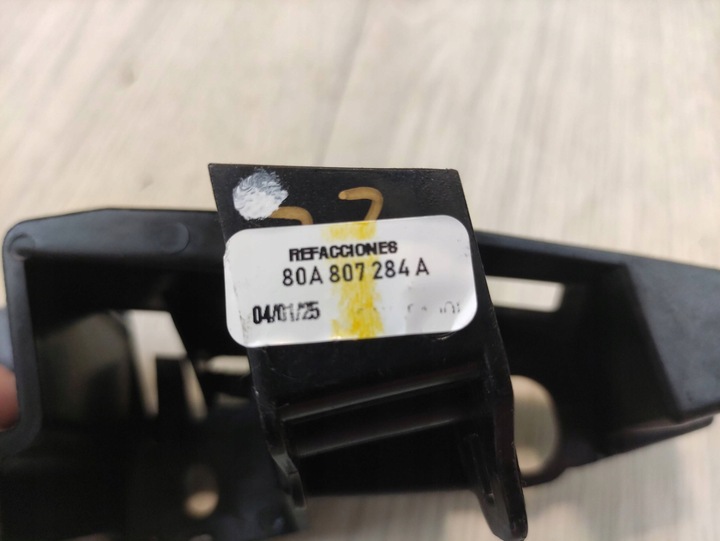 REFACCIONES
80A 807 284 A
04/01/25